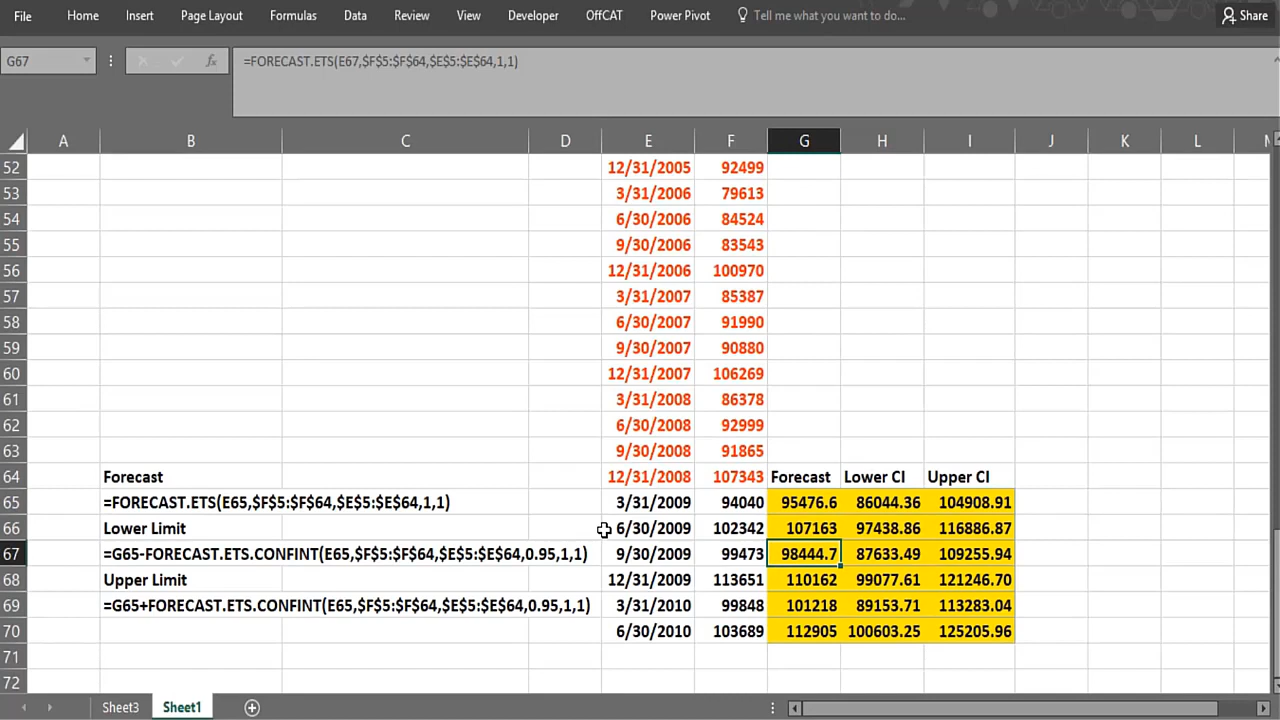 File Home Insert Page Layout Formulas Data Review View Developer OffCAT Power Pivot Tell me what you want to do... Share
G67 fx =FORECAST.ETS(E67,$F$5:$F$64,$E$5:$E$64,1,1)
A B C D E F G H I J K L
52 12/31/2005 92499
53 3/31/2006 79613
54 6/30/2006 84524
55 9/30/2006 83543
56 12/31/2006 100970
57 3/31/2007 85387
58 6/30/2007 91990
59 9/30/2007 90880
60 12/31/2007 106269
61 3/31/2008 86378
62 6/30/2008 92999
63 9/30/2008 91865
64 Forecast 12/31/2008 107343 Forecast Lower CI Upper CI
65 =FORECAST.ETS(E65,$F$5:$F$64,$E$5:$E$64,1,1) 3/31/2009 94040 95476.6 86044.36 104908.91
66 Lower Limit 6/30/2009 102342 107163 97438.86 116886.87
67 =G65-FORECAST.ETS.CONFINT(E65,$F$5:$F$64,$E$5:$E$64,0.95,1,1) 9/30/2009 99473 98444.7 87633.49 109255.94
68 Upper Limit 12/31/2009 113651 110162 99077.61 121246.70
69 =G65+FORECAST.ETS.CONFINT(E65,$F$5:$F$64,$E$5:$E$64,0.95,1,1) 3/31/2010 99848 101218 89153.71 113283.04
70 6/30/2010 103689 112905 100603.25 125205.96
71
72
Sheet3 Sheet1